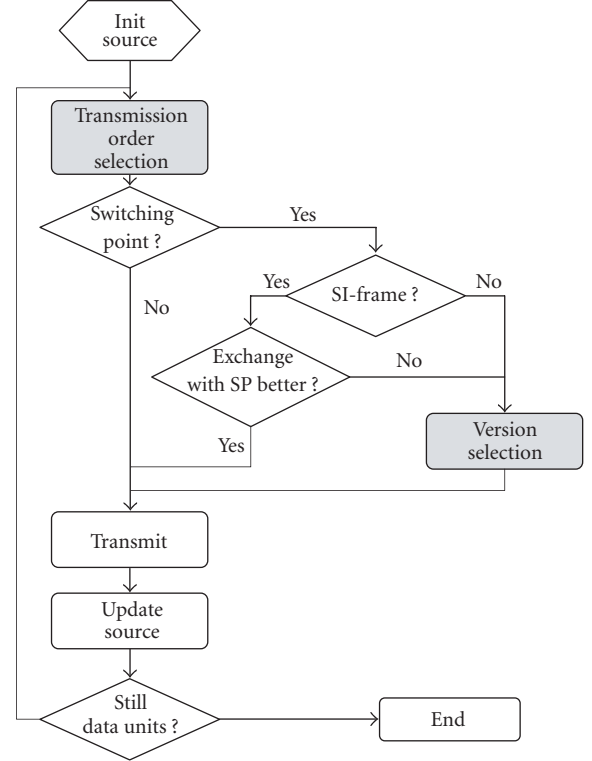 Init
source
Transmission
order
selection
Switching
point ?
Yes
SI-frame ?
Yes
No
No
Exchange
with SP better ?
No
Yes
Version
selection
Transmit
Update
source
Still
data units ?
End